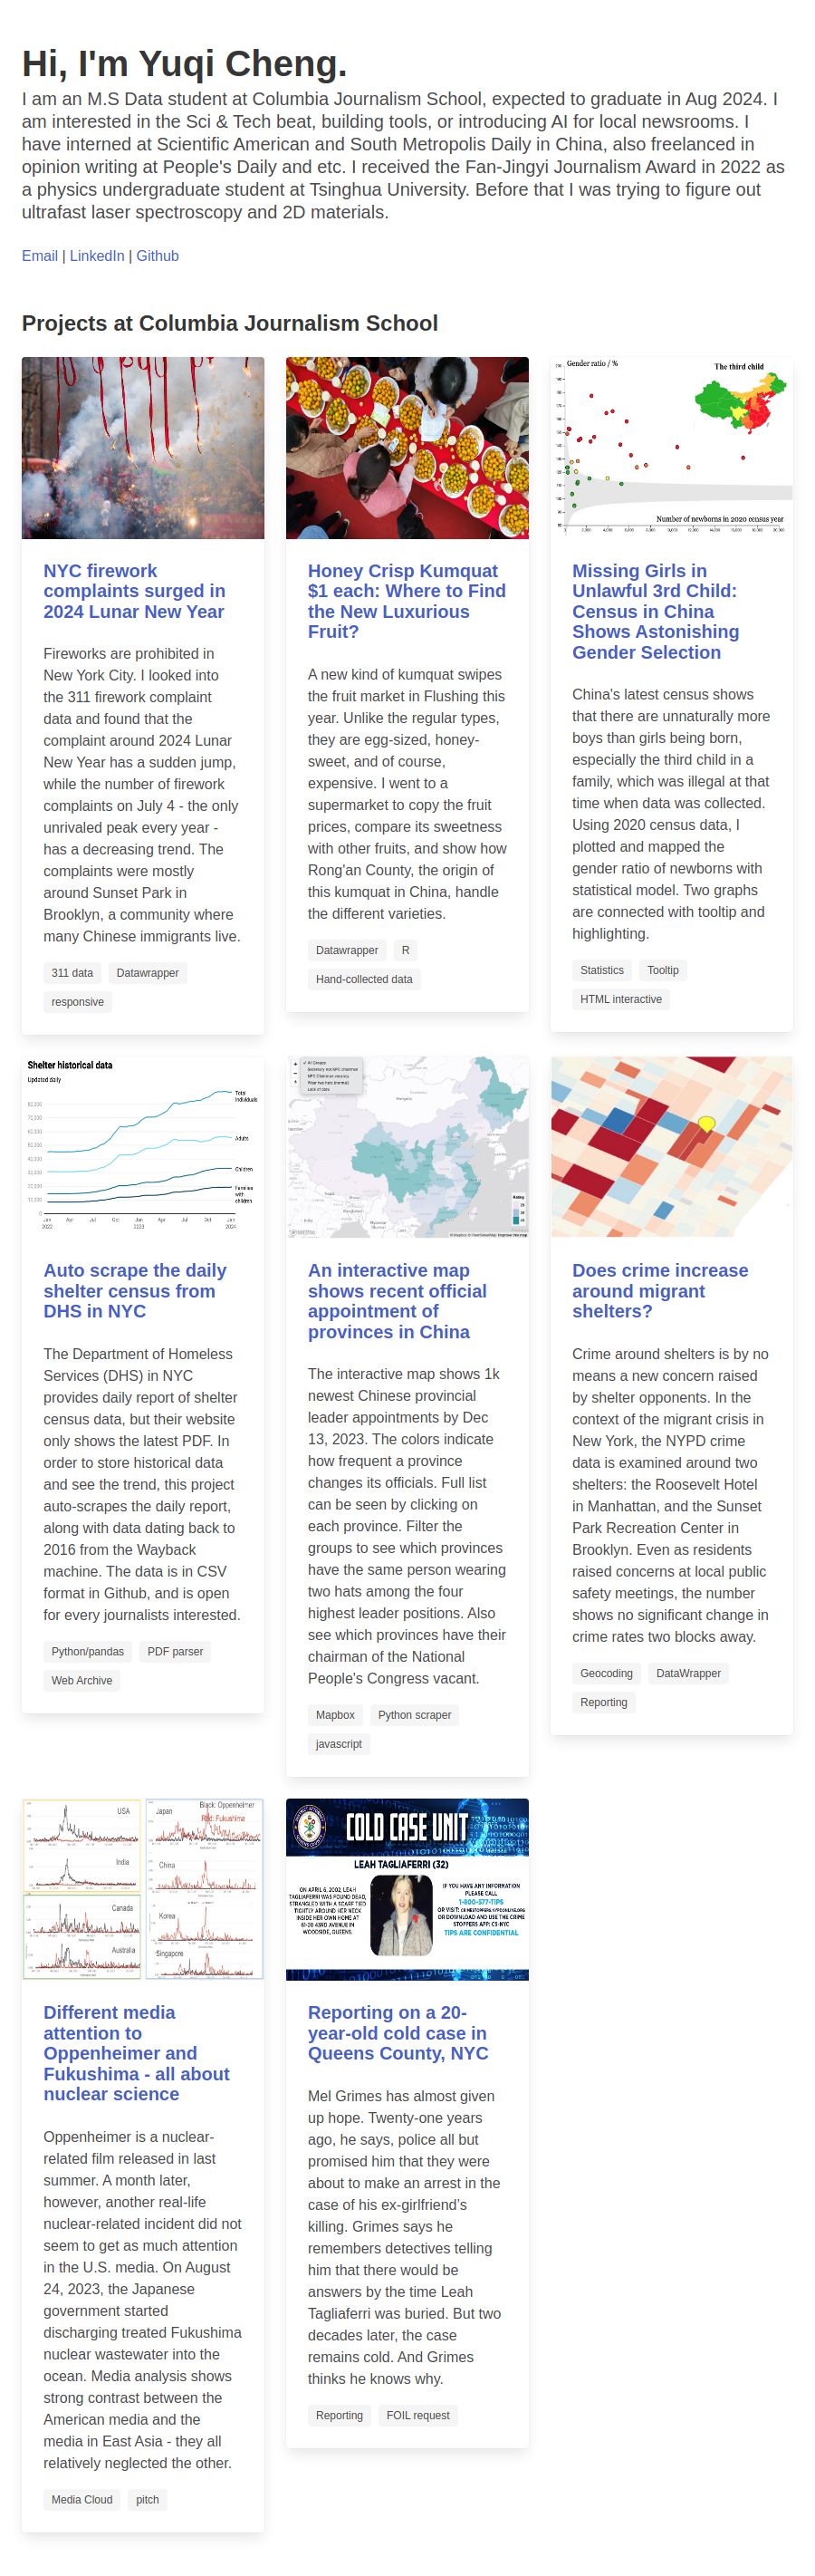 Hi, I'm Yuqi Cheng.
I am an M.S Data student at Columbia Journalism School, expected to graduate in Aug 2024. I
am interested in the Sci & Tech beat, building tools, or introducing AI for local newsrooms. I
have interned at Scientific American and South Metropolis Daily in China, also freelanced in
opinion writing at People's Daily and etc. I received the Fan-Jingyi Journalism Award in 2022 as
a physics undergraduate student at Tsinghua University. Before that I was trying to figure out
ultrafast laser spectroscopy and 2D materials.
Email | LinkedIn | Github
Projects at Columbia Journalism School
NYC firework
complaints surged in
2024 Lunar New Year
Fireworks are prohibited in
New York City. I looked into
the 311 firework complaint
data and found that the
complaint around 2024 Lunar
New Year has a sudden jump,
while the number of firework
complaints on July 4 - the only
unrivaled peak every year -
has a decreasing trend. The
complaints were mostly
around Sunset Park in
Brooklyn, a community where
many Chinese immigrants live.
311 data Datawrapper
responsive
Honey Crisp Kumquat
$1 each: Where to Find
the New Luxurious
Fruit?
A new kind of kumquat swipes
the fruit market in Flushing this
year. Unlike the regular types,
they are egg-sized, honey-
sweet, and of course,
expensive. I went to a
supermarket to copy the fruit
prices, compare its sweetness
with other fruits, and show how
Rong'an County, the origin of
this kumquat in China, handle
the different varieties.
Datawrapper R
Hand-collected data
Gender ratio / %
The third child
Number of newborns in 2020 census year
Missing Girls in
Unlawful 3rd Child:
Census in China
Shows Astonishing
Gender Selection
China's latest census shows
that there are unnaturally more
boys than girls being born,
especially the third child in a
family, which was illegal at that
time when data was collected.
Using 2020 census data, I
plotted and mapped the
gender ratio of newborns with
statistical model. Two graphs
are connected with tooltip and
highlighting.
Statistics Tooltip
HTML interactive
Shelter historical data
Updated daily
Total
individuals
80,000
70,000
60,000
Adults
50,000
40,000
Children
30,000
20,000
Families
with
children
10,000
0
Jan Apr Jul Oct Jan Apr Jul Oct Jan
2022 2023 2024
Auto scrape the daily
shelter census from
DHS in NYC
The Department of Homeless
Services (DHS) in NYC
provides daily report of shelter
census data, but their website
only shows the latest PDF. In
order to store historical data
and see the trend, this project
auto-scrapes the daily report,
along with data dating back to
2016 from the Wayback
machine. The data is in CSV
format in Github, and is open
for every journalists interested.
Python/pandas PDF parser
Web Archive
An interactive map
shows recent official
appointment of
provinces in China
The interactive map shows 1k
newest Chinese provincial
leader appointments by Dec
13, 2023. The colors indicate
how frequent a province
changes its officials. Full list
can be seen by clicking on
each province. Filter the
groups to see which provinces
have the same person wearing
two hats among the four
highest leader positions. Also
see which provinces have their
chairman of the National
People's Congress vacant.
Mapbox Python scraper
javascript
Does crime increase
around migrant
shelters?
Crime around shelters is by no
means a new concern raised
by shelter opponents. In the
context of the migrant crisis in
New York, the NYPD crime
data is examined around two
shelters: the Roosevelt Hotel
in Manhattan, and the Sunset
Park Recreation Center in
Brooklyn. Even as residents
raised concerns at local public
safety meetings, the number
shows no significant change in
crime rates two blocks away.
Geocoding DataWrapper
Reporting
USA
India
Canada
Australia
Japan
Black: Oppenheimer
Red: Fukushima
China
Korea
Singapore
Different media
attention to
Oppenheimer and
Fukushima - all about
nuclear science
Oppenheimer is a nuclear-
related film released in last
summer. A month later,
however, another real-life
nuclear-related incident did not
seem to get as much attention
in the U.S. media. On August
24, 2023, the Japanese
government started
discharging treated Fukushima
nuclear wastewater into the
ocean. Media analysis shows
strong contrast between the
American media and the
media in East Asia - they all
relatively neglected the other.
Media Cloud pitch
COLD CASE UNIT
LEAH TAGLIAFERRI (32)
ON APRIL 6, 2002, LEAH
TAGLIAFERRI WAS FOUND DEAD,
STRANGLED WITH A SCARF TIED
TIGHTLY AROUND HER NECK
INSIDE HER OWN HOME AT
43RD AVENUE IN
WOODSIDE, QUEENS.
IF YOU HAVE ANY INFORMATION
PLEASE CALL
1-800-577-TIPS
OR VISIT:
OR DOWNLOAD AND USE THE CRIME
STOPPERS APP:
TIPS ARE CONFIDENTIAL
Reporting on a 20-
year-old cold case in
Queens County, NYC
Mel Grimes has almost given
up hope. Twenty-one years
ago, he says, police all but
promised him that they were
about to make an arrest in the
case of his ex-girlfriend's
killing. Grimes says he
remembers detectives telling
him that there would be
answers by the time Leah
Tagliaferri was buried. But two
decades later, the case
remains cold. And Grimes
thinks he knows why.
Reporting FOIL request